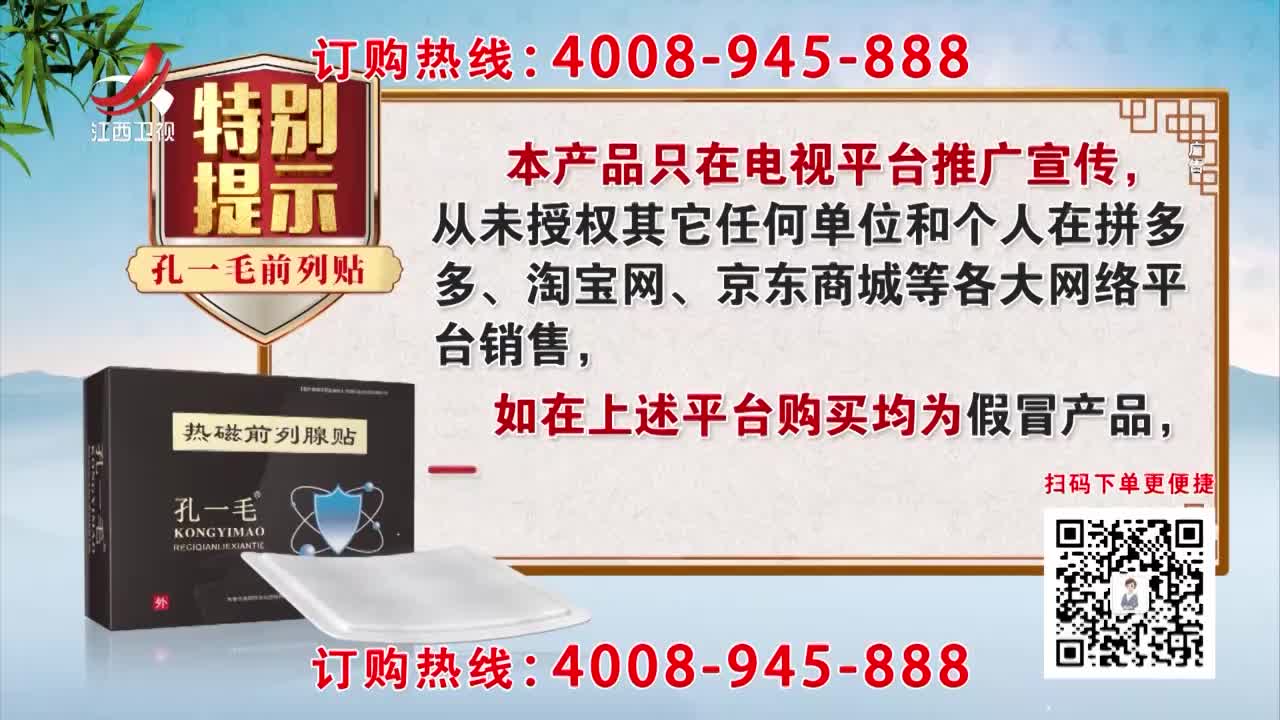 订购热线：4008-945-888
江西卫视
特别
提示
孔一毛前列贴
广告
本产品只在电视平台推广宣传，
从未授权其它任何单位和个人在拼多
多、淘宝网、京东商城等各大网络平
台销售，
如在上述平台购买均为假冒产品，
热磁前列腺贴
孔一毛®
KONGYIMAO
RECIQIANLIEXIANTIE
孔一毛®
外
扫码下单更便捷
订购热线：4008-945-888